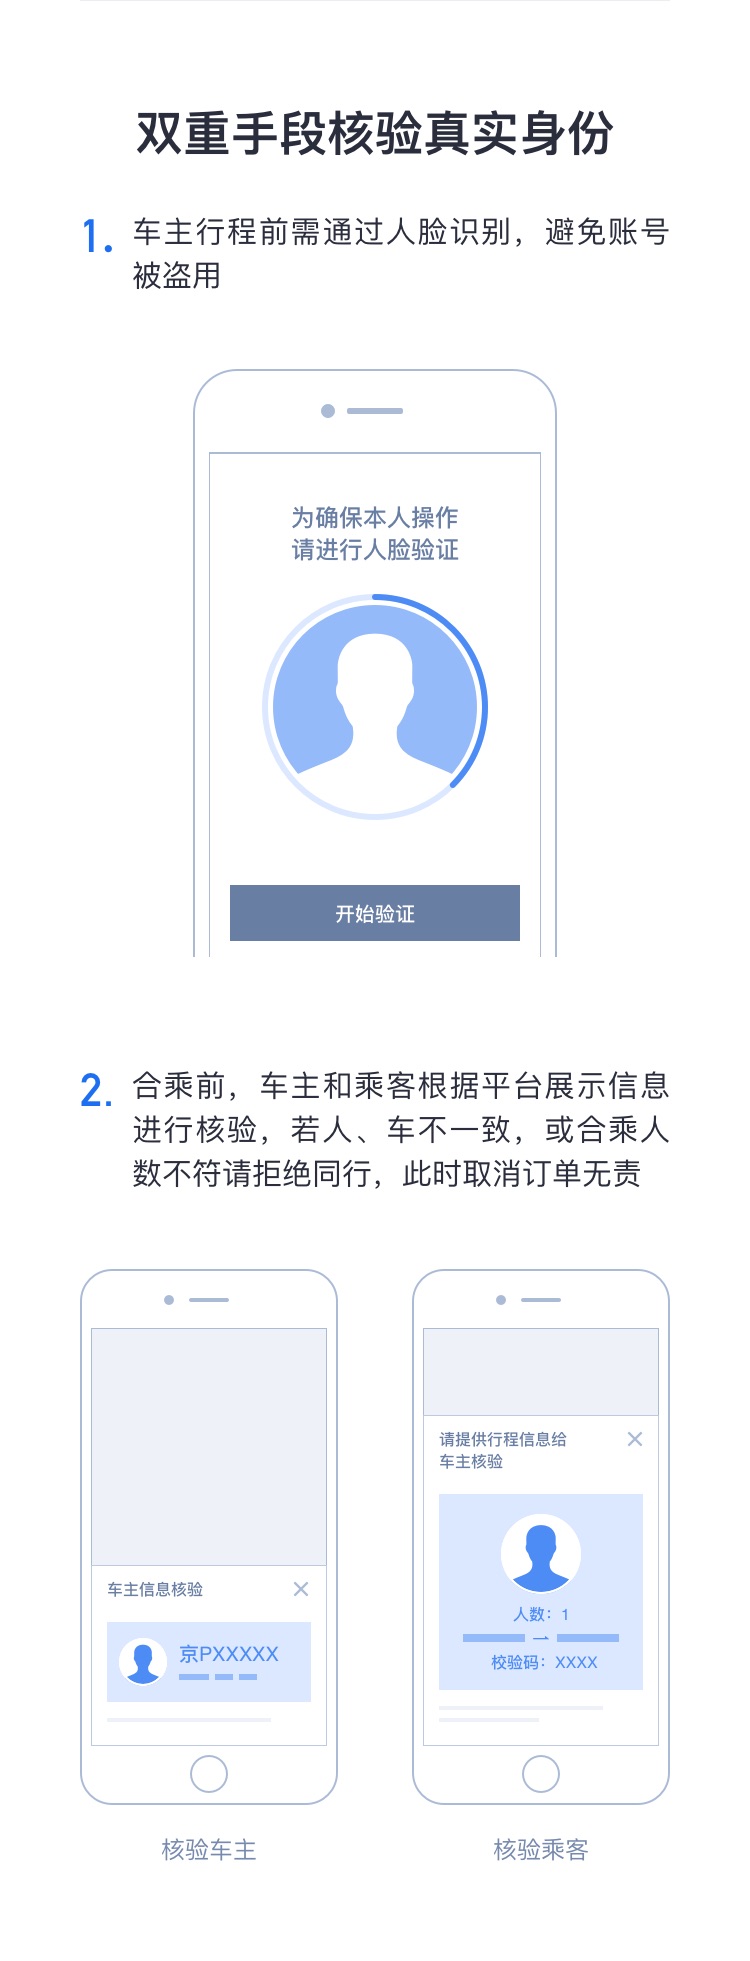 双重手段核验真实身份
1. 车主行程前需通过人脸识别，避免账号
被盗用
为确保本人操作
请进行人脸验证
开始验证
2. 合乘前，车主和乘客根据平台展示信息
进行核验，若人、车不一致，或合乘人
数不符请拒绝同行，此时取消订单无责
车主信息核验
京PXXXXX
核验车主
请提供行程信息给
车主核验
人数：1
校验码：XXXX
核验乘客